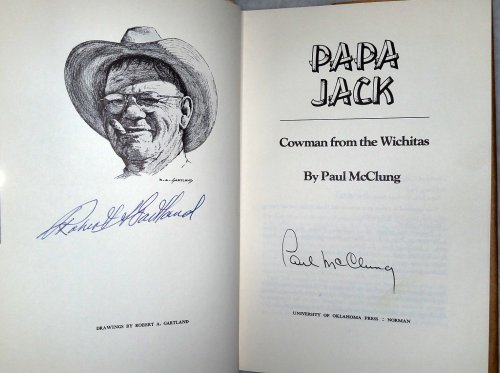 R.A. GARTLAND
Robert A Gartland
DRAWINGS BY ROBERT A. GARTLAND
PAPA
JACK
Cowman from the Wichitas
By Paul McClung
Paul McClung
UNIVERSITY OF OKLAHOMA PRESS : NORMAN